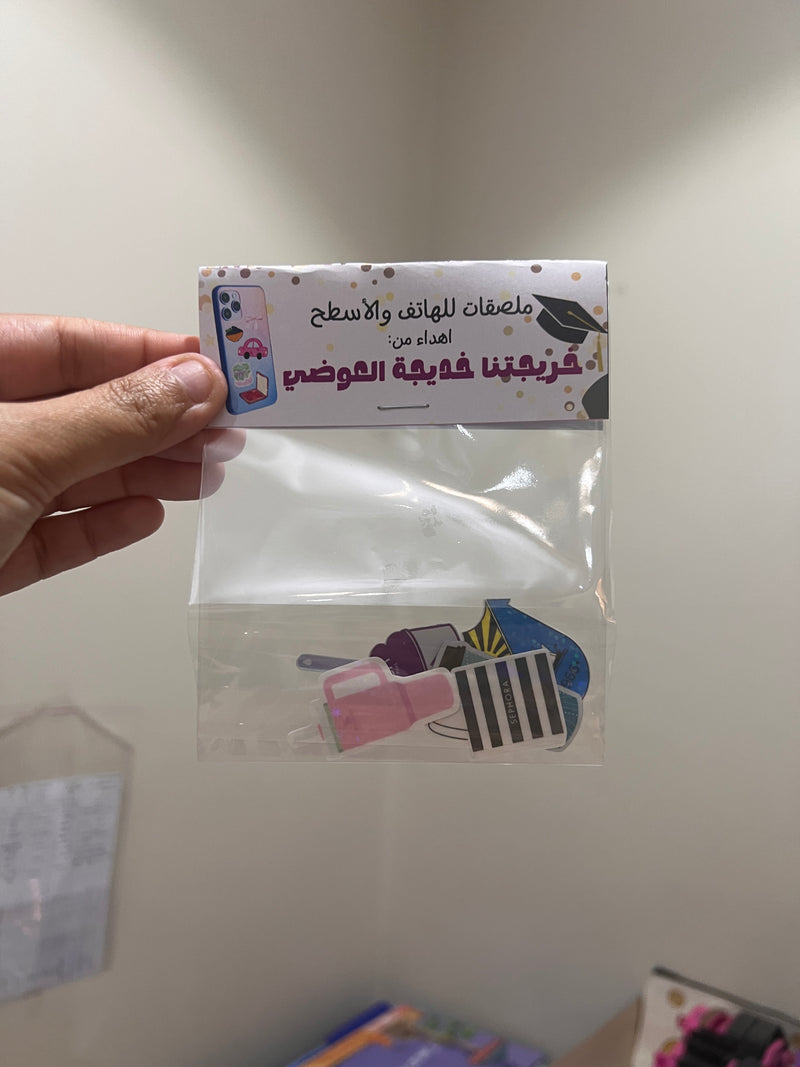 ملصقات للهاتف والأسطح
اهداء من:
خريجتنا خديجة العوضي
SEPHORA